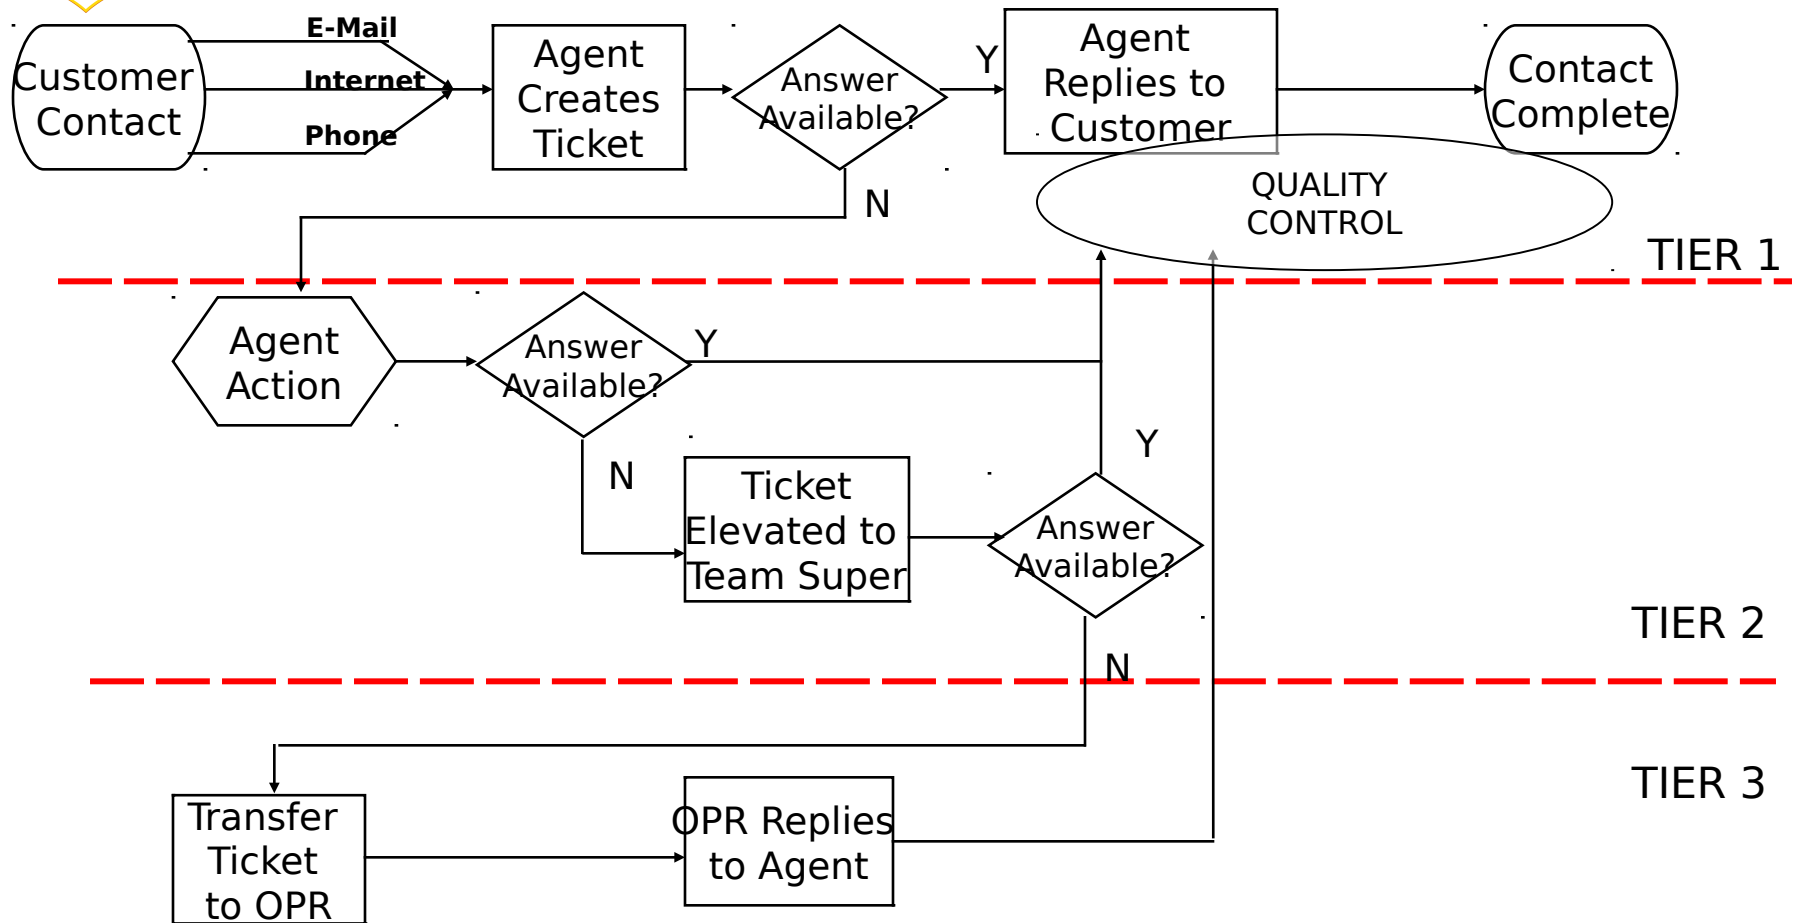 E-Mail
Internet
Phone
Customer
Contact
Agent
Creates
Ticket
Answer
Available?
Y
N
Agent
Replies to
Customer
Contact
Complete
QUALITY
CONTROL
TIER 1
Agent
Action
Answer
Available?
Y
N
Ticket
Elevated to
Team Super
Answer
Available?
Y
N
TIER 2
TIER 3
Transfer
Ticket
to OPR
OPR Replies
to Agent